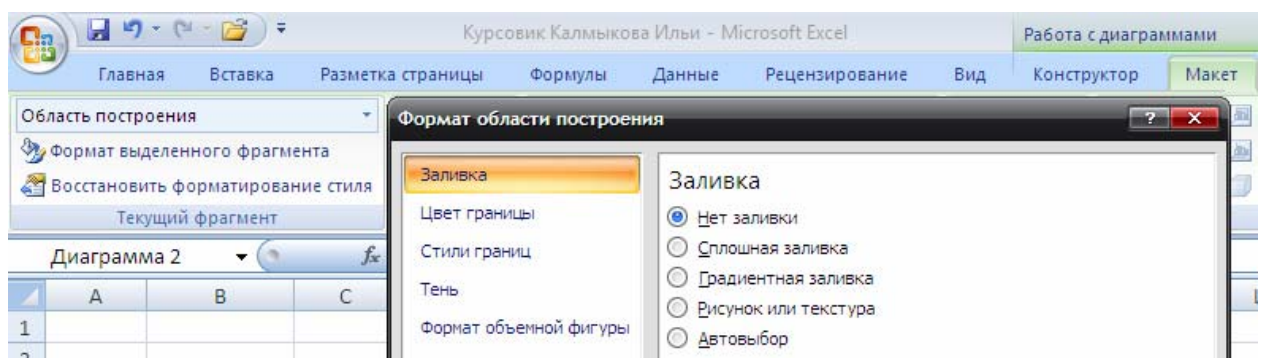 Курсовик Калмыкова Ильи - Microsoft Excel
Работа с диаграммами
Главная Вставка Разметка страницы Формулы Данные Рецензирование Вид Конструктор Макет
Область построения
Формат выделенного фрагмента
Восстановить форматирование стиля
Текущий фрагмент
Формат области построения
?
Заливка
Цвет границы
Стили границ
Тень
Формат объемной фигуры
Заливка
Нет заливки
Сплошная заливка
Градиентная заливка
Рисунок или текстура
Автовыбор
Диаграмма 2 fx
A B C
1